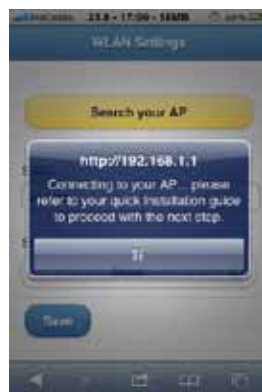 WLAN Settings
Search your AP
http://192.168.1.1
Connecting to your AP... please
refer to your quick installation guide
to proceed with the next step.
Save